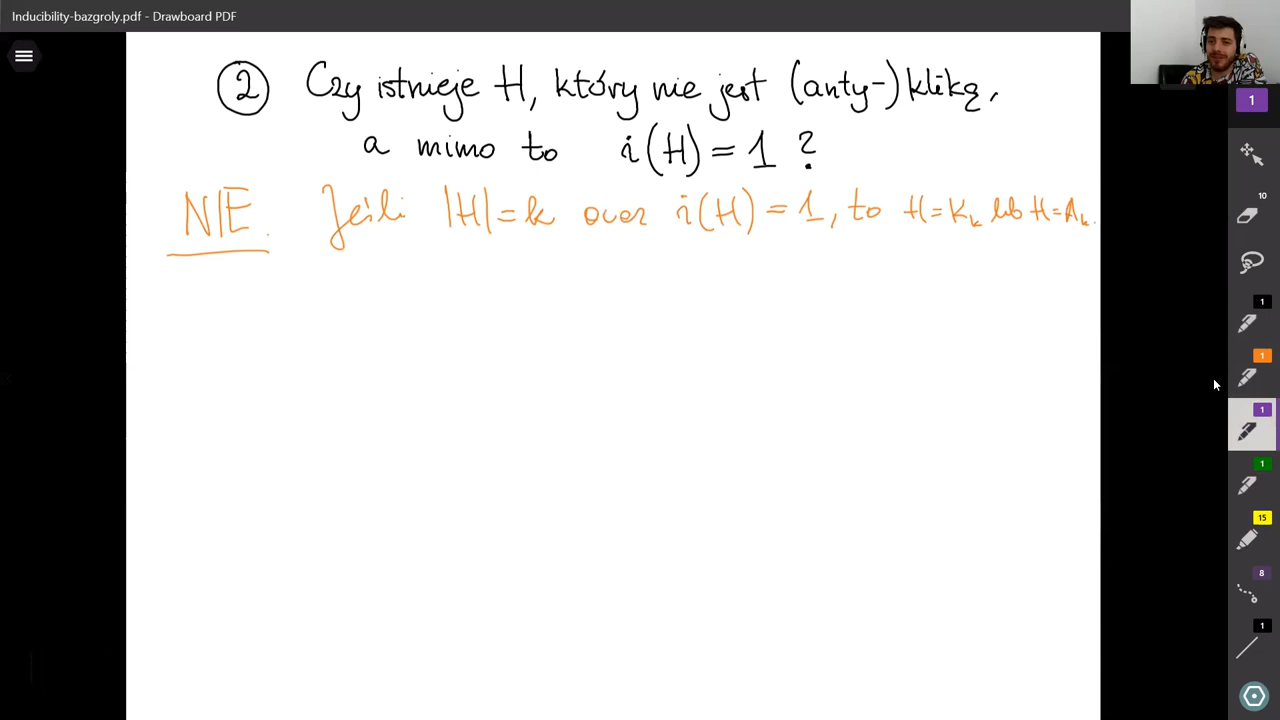 Inducibility-bazgroly.pdf - Drawboard PDF
② Czy istnieje H, który nie jest (anty-)kliką,
a mimo to i(H) = 1 ?
NIE. Jeśli |H| = k oraz i(H) = 1, to H = Kk lub H = Ak.
1
10
1
1
1
1
15
8
1